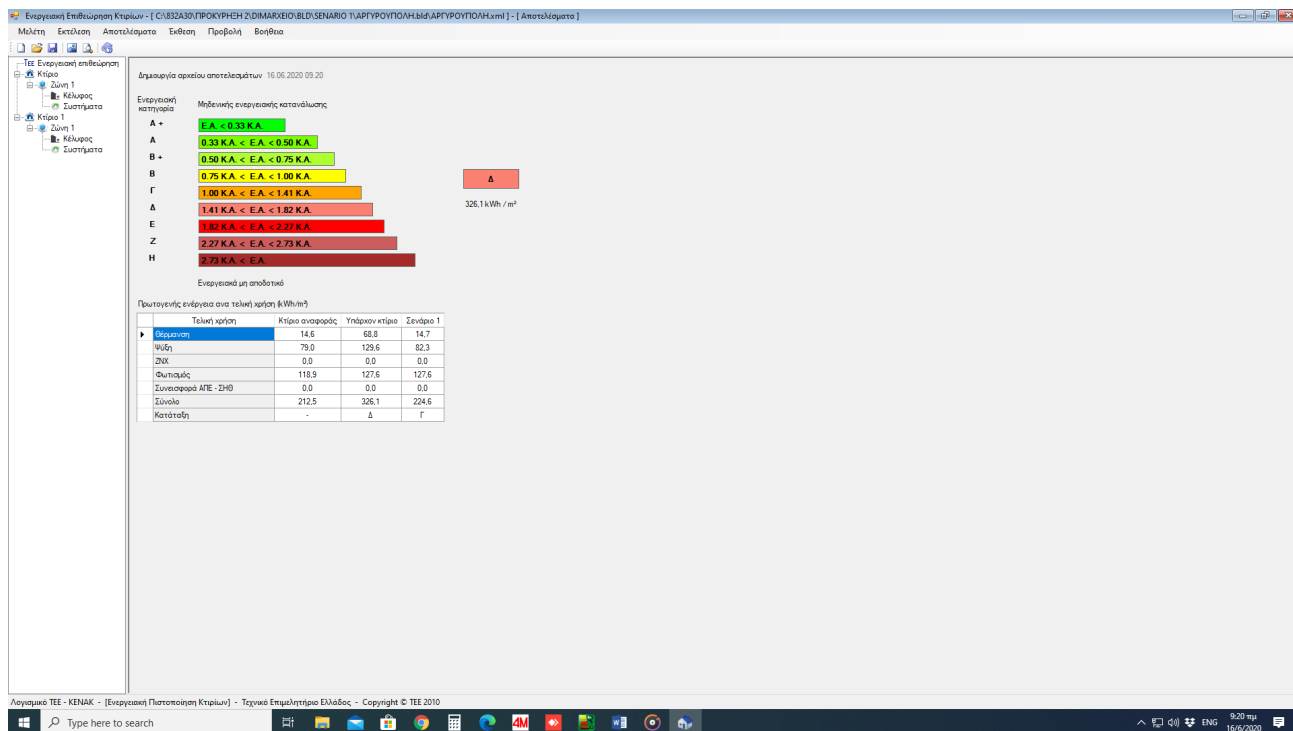 Ενεργειακή Επιθεώρηση Κτιρίων - [ C:\832A30\ΠΡΟΚΥΡΗΞΗ 2\DIMARXEIO\BLD\SENARIO 1\ΑΡΓΥΡΟΥΠΟΛΗ.bld\ΑΡΓΥΡΟΥΠΟΛΗ.xml ] - [ Αποτελέσματα ]
Μελέτη Εκτέλεση Αποτελέσματα Έκθεση Προβολή Βοήθεια
ΤΕΕ Ενεργειακή επιθεώρηση
Κτίριο
Ζώνη 1
Κέλυφος
Συστήματα
Κτίριο 1
Ζώνη 1
Κέλυφος
Συστήματα
Δημιουργία αρχείου αποτελεσμάτων 16.06.2020 09.20
Ενεργειακή κατηγορία
Μηδενικής ενεργειακής κατανάλωσης
A + E.A. < 0.33 K.A.
A 0.33 K.A. < E.A. < 0.50 K.A.
B + 0.50 K.A. < E.A. < 0.75 K.A.
B 0.75 K.A. < E.A. < 1.00 K.A.
Γ 1.00 K.A. < E.A. < 1.41 K.A.
Δ 1.41 K.A. < E.A. < 1.82 K.A.
E 1.82 K.A. < E.A. < 2.27 K.A.
Z 2.27 K.A. < E.A. < 2.73 K.A.
H 2.73 K.A. < E.A.
Δ
326,1 kWh / m²
Ενεργειακά μη αποδοτικό
Πρωτογενής ενέργεια ανα τελική χρήση (kWh/m²)
Τελική χρήση Κτίριο αναφοράς Υπάρχον κτίριο Σενάριο 1
Θέρμανση 14,6 68,8 14,7
Ψύξη 79,0 129,6 82,3
ΖΝΧ 0,0 0,0 0,0
Φωτισμός 118,9 127,6 127,6
Συνεισφορά ΑΠΕ - ΣΗΘ 0,0 0,0 0,0
Σύνολο 212,5 326,1 224,6
Κατάταξη - Δ Γ
Λογισμικό ΤΕΕ - ΚΕΝΑΚ - [Ενεργειακή Πιστοποίηση Κτιρίων] - Τεχνικό Επιμελητήριο Ελλάδος - Copyright © ΤΕΕ 2010
Type here to search
4M
ENG
9:20 πμ
16/6/2020